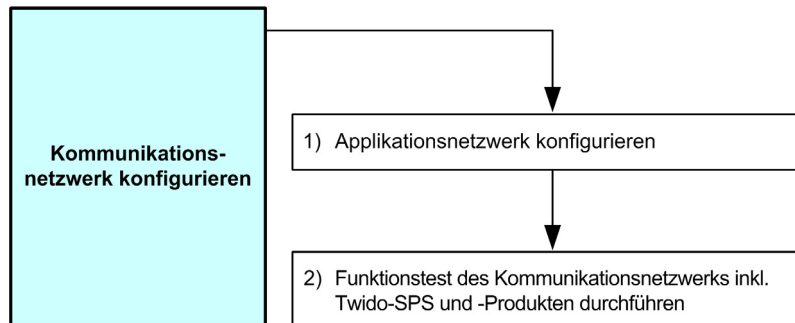 Kommunikations-
netzwerk konfigurieren
1) Applikationsnetzwerk konfigurieren
2) Funktionstest des Kommunikationsnetzwerks inkl.
Twido-SPS und -Produkten durchführen